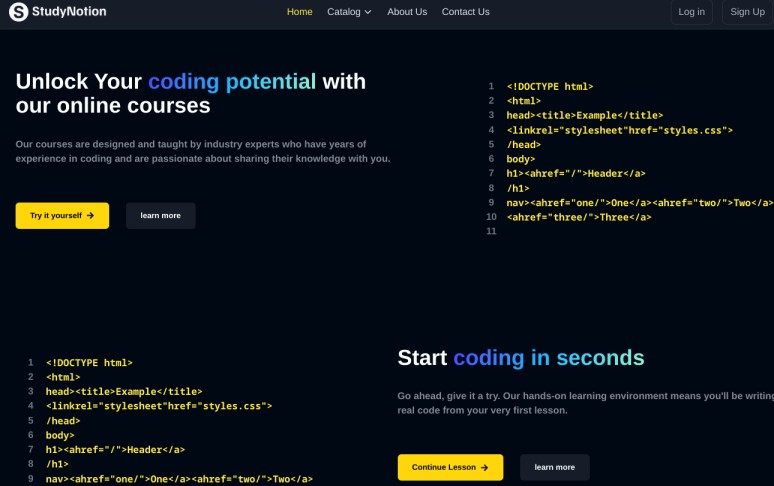 StudyNotion
Home Catalog About Us Contact Us
Log in Sign Up
Unlock Your coding potential with
our online courses
Our courses are designed and taught by industry experts who have years of
experience in coding and are passionate about sharing their knowledge with you.
Try it yourself
learn more
1 <!DOCTYPE html>
2 <html>
3 head><title>Example</title>
4 <linkrel="stylesheet"href="styles.css">
5 /head>
6 body>
7 h1><ahref="/">Header</a>
8 /h1>
9 nav><ahref="one/">One</a><ahref="two/">Two</a>
10 <ahref="three/">Three</a>
11
1 <!DOCTYPE html>
2 <html>
3 head><title>Example</title>
4 <linkrel="stylesheet"href="styles.css">
5 /head>
6 body>
7 h1><ahref="/">Header</a>
8 /h1>
9 nav><ahref="one/">One</a><ahref="two/">Two</a>
Start coding in seconds
Go ahead, give it a try. Our hands-on learning environment means you'll be writing
real code from your very first lesson.
Continue Lesson
learn more